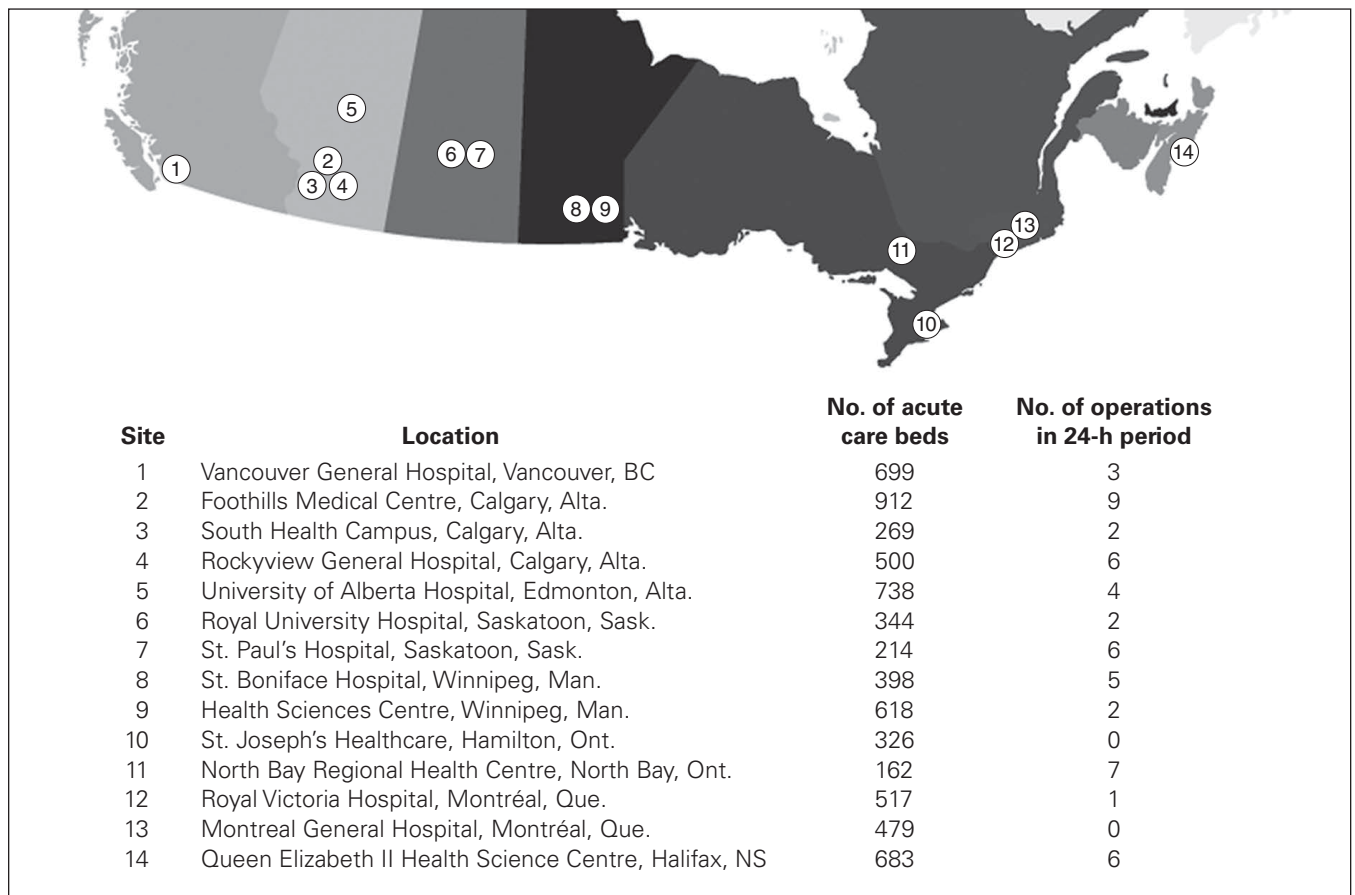 5
2
6 7
14
1
3 4
8 9
13
12
11
10
No. of acute No. of operations
Site Location care beds in 24-h period
1 Vancouver General Hospital, Vancouver, BC 699 3
2 Foothills Medical Centre, Calgary, Alta. 912 9
3 South Health Campus, Calgary, Alta. 269 2
4 Rockyview General Hospital, Calgary, Alta. 500 6
5 University of Alberta Hospital, Edmonton, Alta. 738 4
6 Royal University Hospital, Saskatoon, Sask. 344 2
7 St. Paul's Hospital, Saskatoon, Sask. 214 6
8 St. Boniface Hospital, Winnipeg, Man. 398 5
9 Health Sciences Centre, Winnipeg, Man. 618 2
10 St. Joseph's Healthcare, Hamilton, Ont. 326 0
11 North Bay Regional Health Centre, North Bay, Ont. 162 7
12 Royal Victoria Hospital, Montréal, Que. 517 1
13 Montreal General Hospital, Montréal, Que. 479 0
14 Queen Elizabeth II Health Science Centre, Halifax, NS 683 6